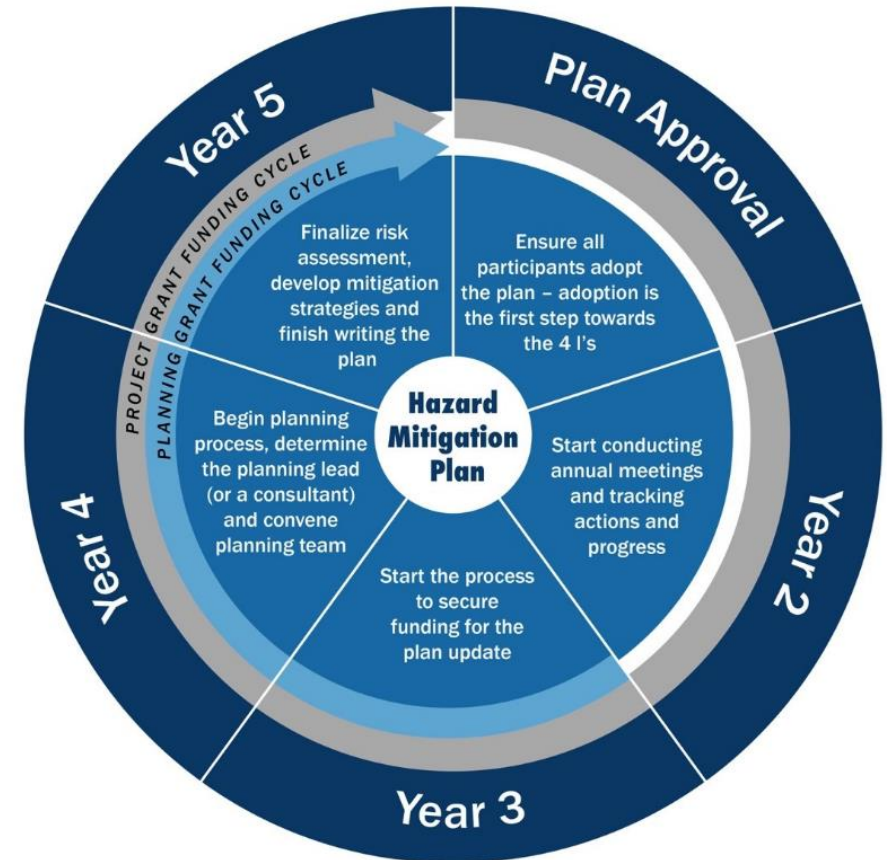 Plan Approval
Ensure all
participants adopt
the plan – adoption is
the first step towards
the 4 I's
Year 2
Start conducting
annual meetings
and tracking
actions and
progress
Year 3
Start the process
to secure
funding for the
plan update
Year 4
Begin planning
process, determine
the planning lead
(or a consultant)
and convene
planning team
Year 5
Finalize risk
assessment,
develop mitigation
strategies and
finish writing the
plan
PROJECT GRANT FUNDING CYCLE
PLANNING GRANT FUNDING CYCLE
Hazard
Mitigation
Plan